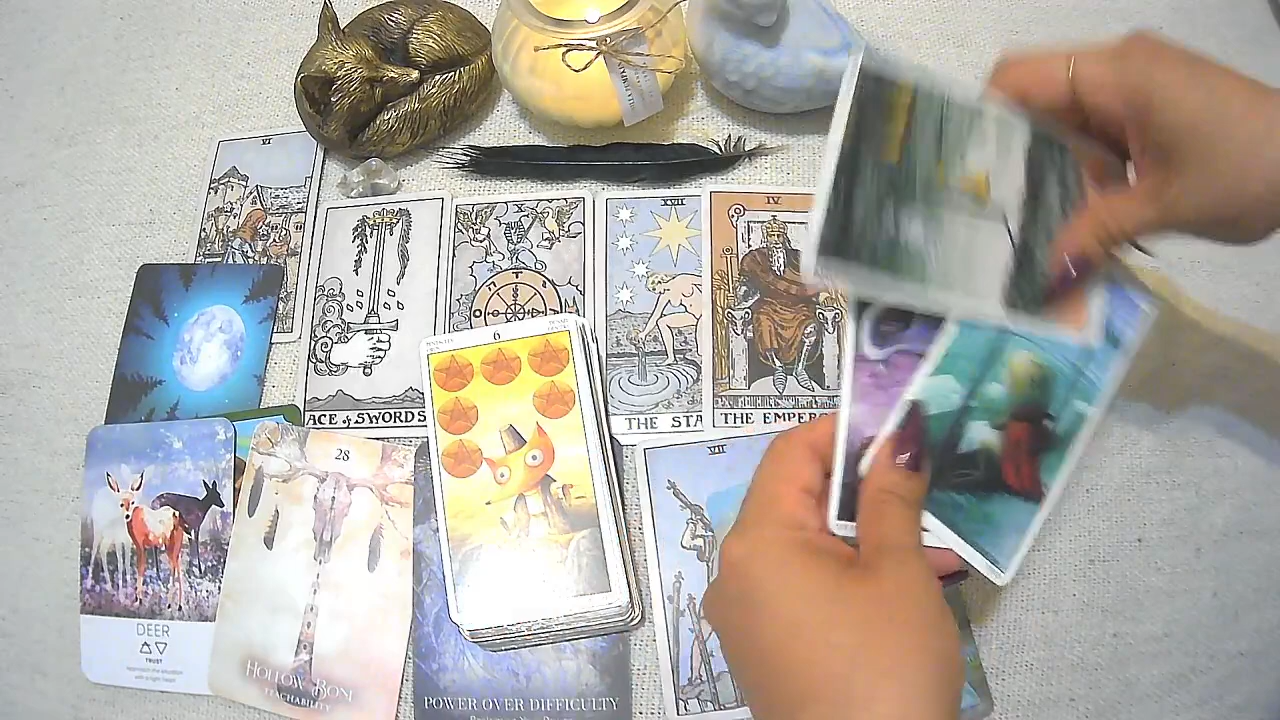 VI
XVII
IV
ACE of SWORDS
THE STA
THE EMPERO
6
VII
28
DEER
TRUST
HOLLOW BONE
TEACHABILITY
POWER OVER DIFFICULTY